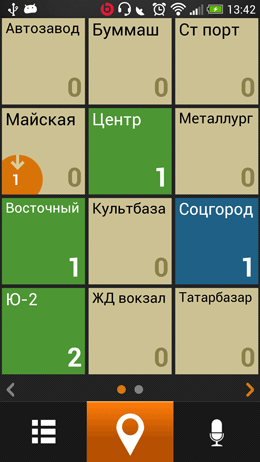 13:42
Автозавод
0
Буммаш
0
Ст порт
0
Майская
1
0
Центр
1
Металлург
0
Восточный
1
Культбаза
0
Соцгород
1
Ю-2
2
ЖД вокзал
0
Татарбазар
0